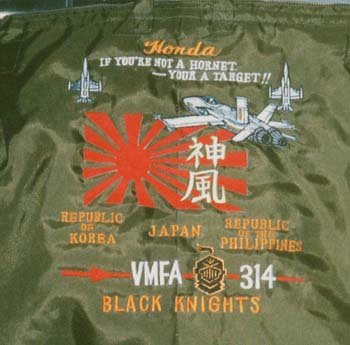 Honda
IF YOU'RE NOT A HORNET
—YOUR A TARGET!!
神風
REPUBLIC OF KOREA
JAPAN
REPUBLIC OF THE PHILIPPINES
VMFA 314
BLACK KNIGHTS